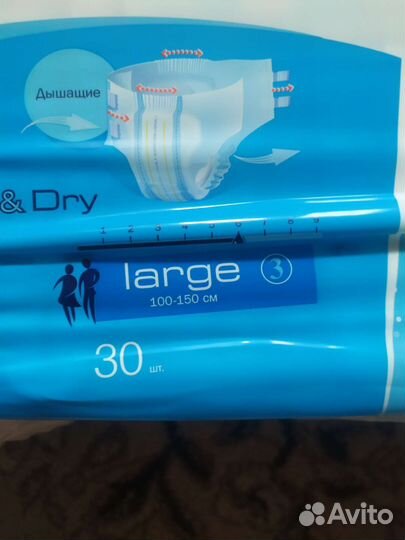 Дышащие
& Dry
1 2 3 4 5 6 7 8 9
large 3
100-150 см
30 шт.
Avito